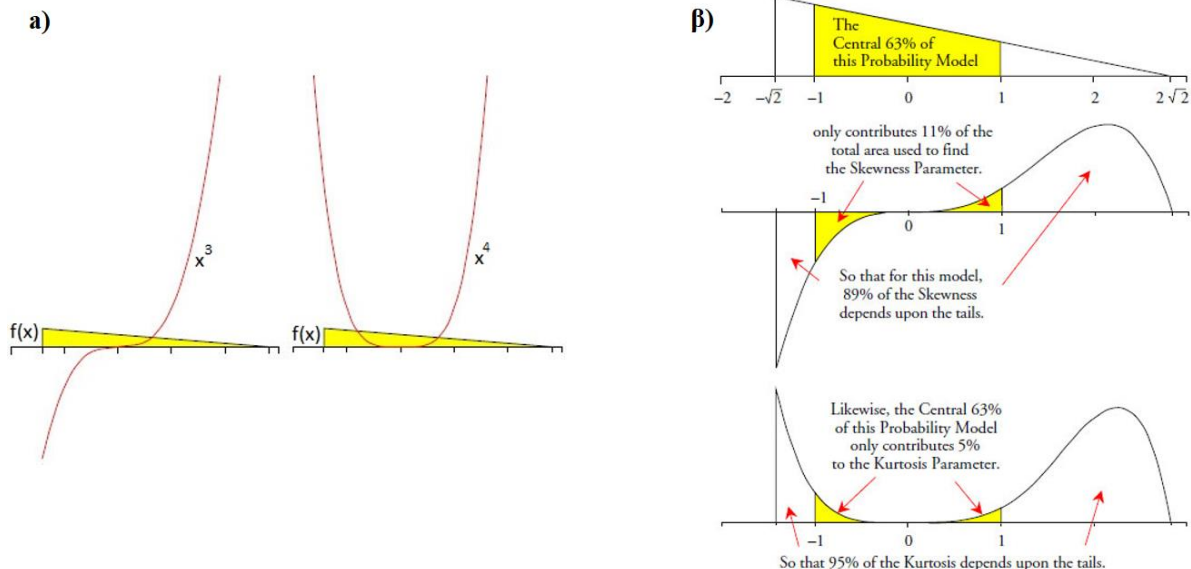 a)
x³
f(x)
x⁴
f(x)
β)
The
Central 63% of
this Probability Model
-2 -√2 -1 0 1 2 2√2
only contributes 11% of the
total area used to find
the Skewness Parameter.
-1
0 1
So that for this model,
89% of the Skewness
depends upon the tails.
Likewise, the Central 63%
of this Probability Model
only contributes 5%
to the Kurtosis Parameter.
-1 0 1
So that 95% of the Kurtosis depends upon the tails.